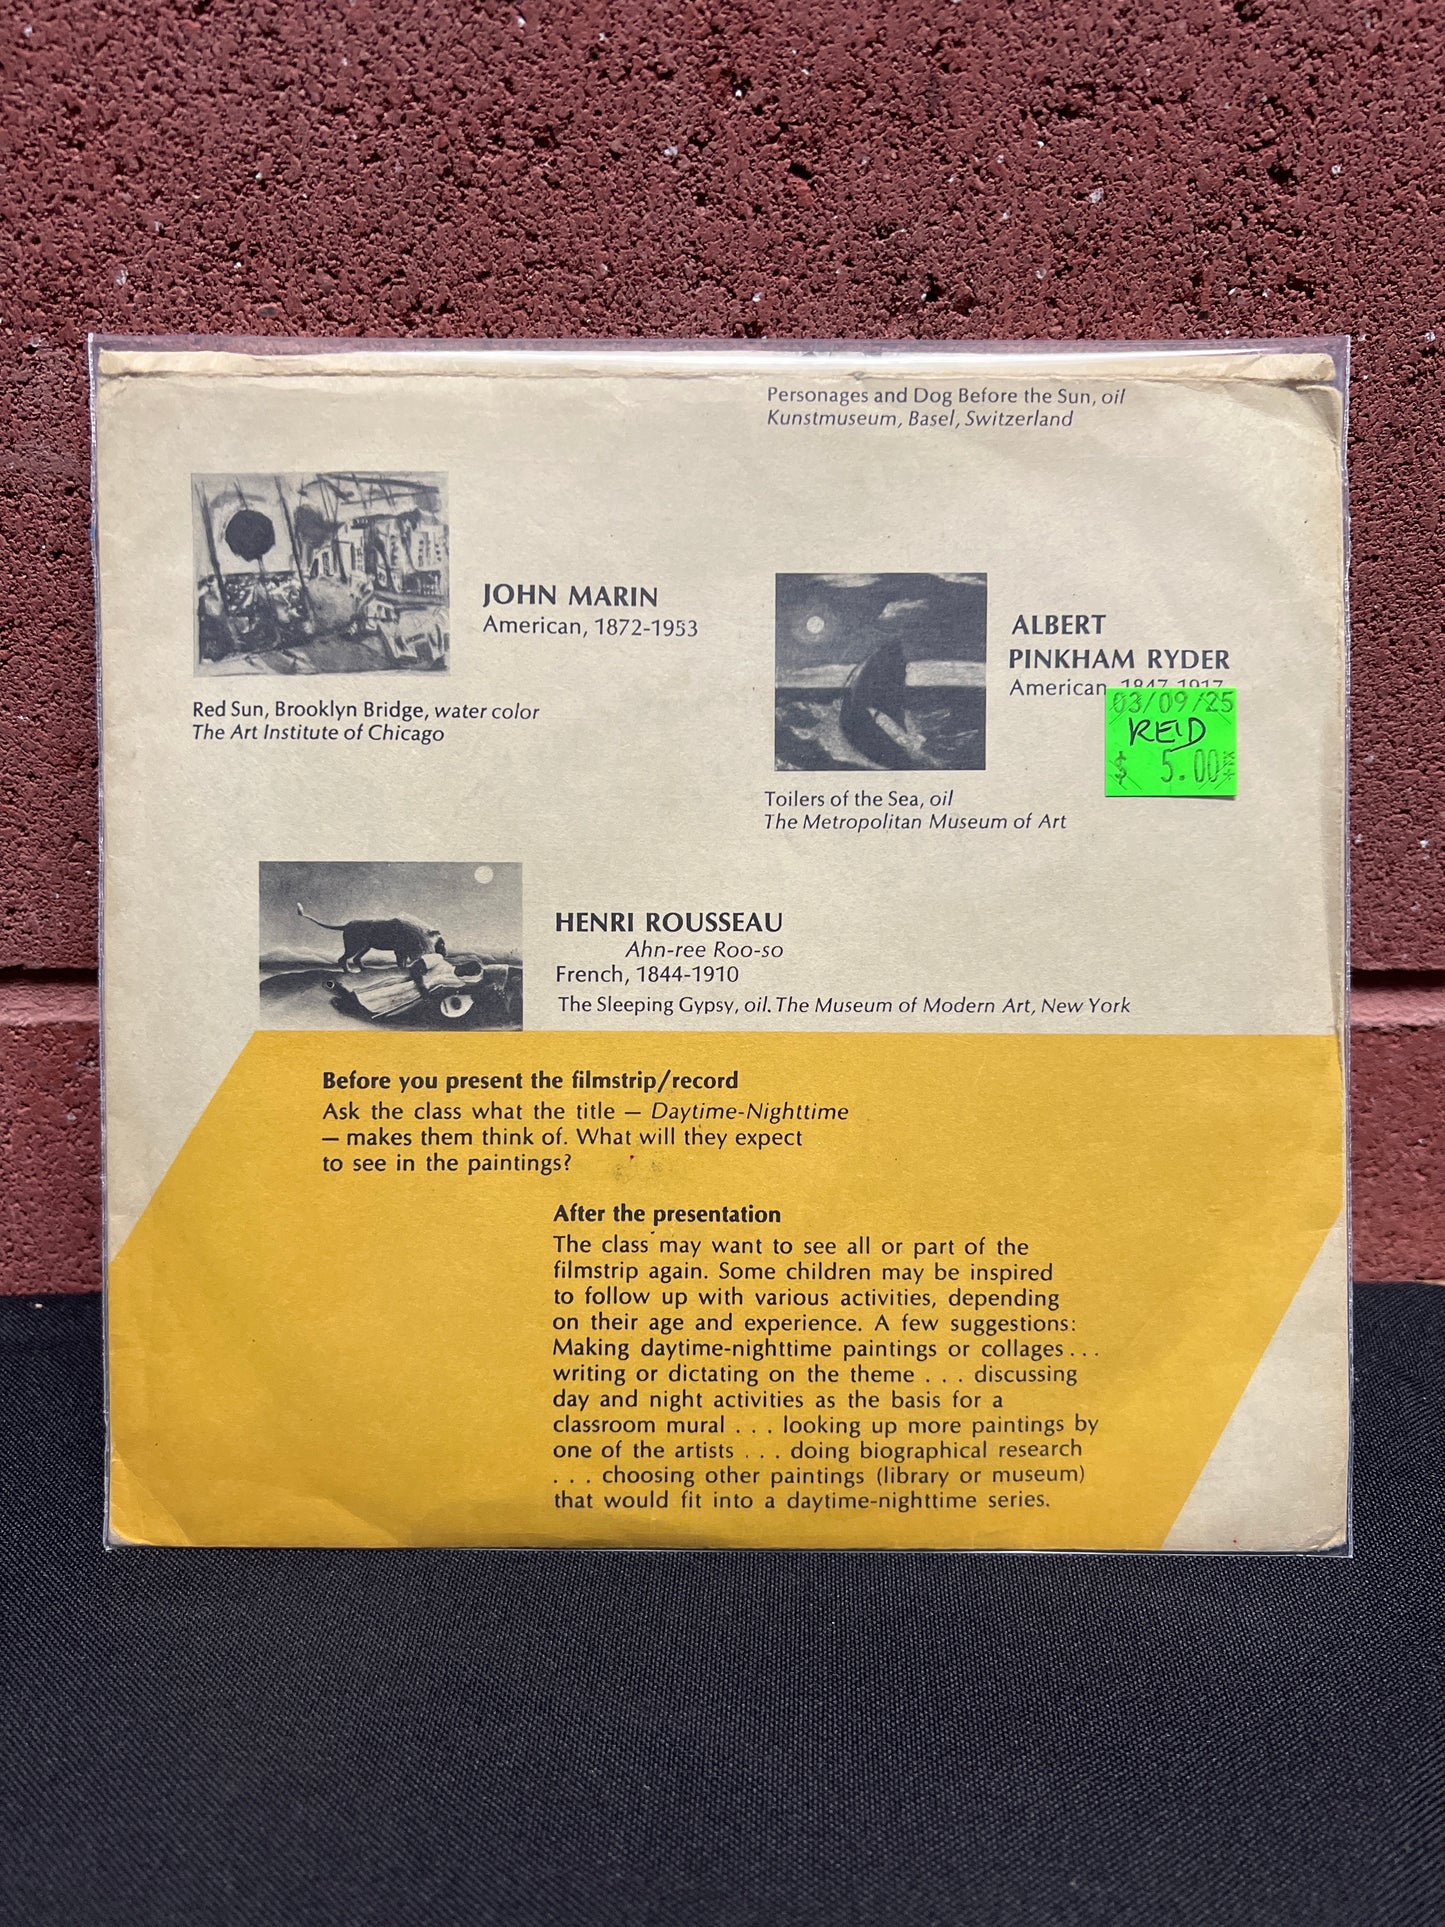 Personages and Dog Before the Sun, oil
Kunstmuseum, Basel, Switzerland
JOHN MARIN
American, 1872-1953
Red Sun, Brooklyn Bridge, water color
The Art Institute of Chicago
ALBERT
PINKHAM RYDER
American, 1847-1917
03/09/25
REID
$ 5.00
Toilers of the Sea, oil
The Metropolitan Museum of Art
HENRI ROUSSEAU
Ahn-ree Roo-so
French, 1844-1910
The Sleeping Gypsy, oil. The Museum of Modern Art, New York
Before you present the filmstrip/record
Ask the class what the title — Daytime-Nighttime
— makes them think of. What will they expect
to see in the paintings?
After the presentation
The class may want to see all or part of the
filmstrip again. Some children may be inspired
to follow up with various activities, depending
on their age and experience. A few suggestions:
Making daytime-nighttime paintings or collages . . .
writing or dictating on the theme . . . discussing
day and night activities as the basis for a
classroom mural . . . looking up more paintings by
one of the artists . . . doing biographical research
. . . choosing other paintings (library or museum)
that would fit into a daytime-nighttime series.